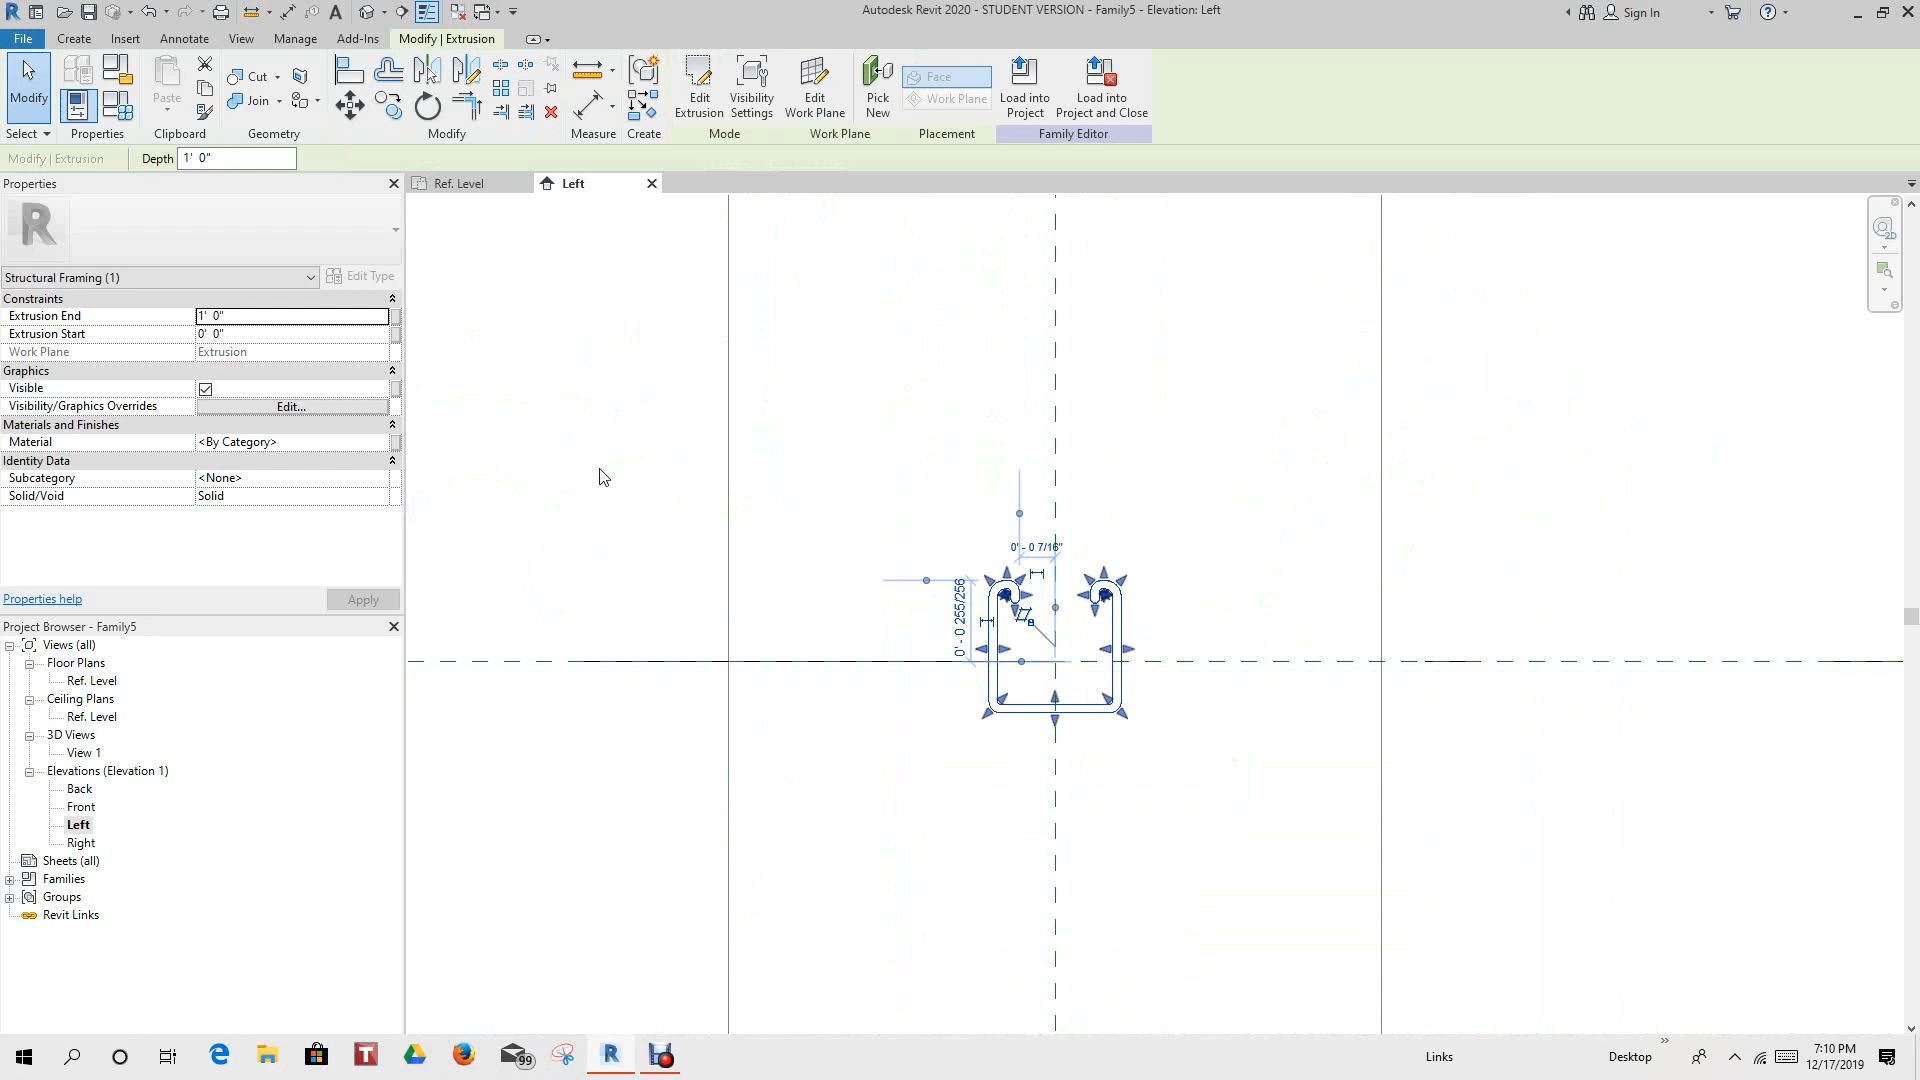 Autodesk Revit 2020 - STUDENT VERSION - Family5 - Elevation: Left
Sign In
File Create Insert Annotate View Manage Add-Ins Modify | Extrusion
Modify
Paste
Cut
Join
Edit Extrusion
Visibility Settings
Edit Work Plane
Pick New
Face
Work Plane
Load into Project
Load into Project and Close
Select Properties Clipboard Geometry Modify Measure Create Mode Work Plane Placement Family Editor
Modify | Extrusion Depth 1' 0"
Properties
Ref. Level
Left
R
Structural Framing (1)
Edit Type
Constraints
Extrusion End 1' 0"
Extrusion Start 0' 0"
Work Plane Extrusion
Graphics
Visible
Visibility/Graphics Overrides Edit...
Materials and Finishes
Material <By Category>
Identity Data
Subcategory <None>
Solid/Void Solid
Properties help
Apply
Project Browser - Family5
Views (all)
Floor Plans
Ref. Level
Ceiling Plans
Ref. Level
3D Views
View 1
Elevations (Elevation 1)
Back
Front
Left
Right
Sheets (all)
Families
Groups
Revit Links
0' - 0 7/16"
0' - 0 255/256
2D
99
Links
Desktop
7:10 PM
12/17/2019